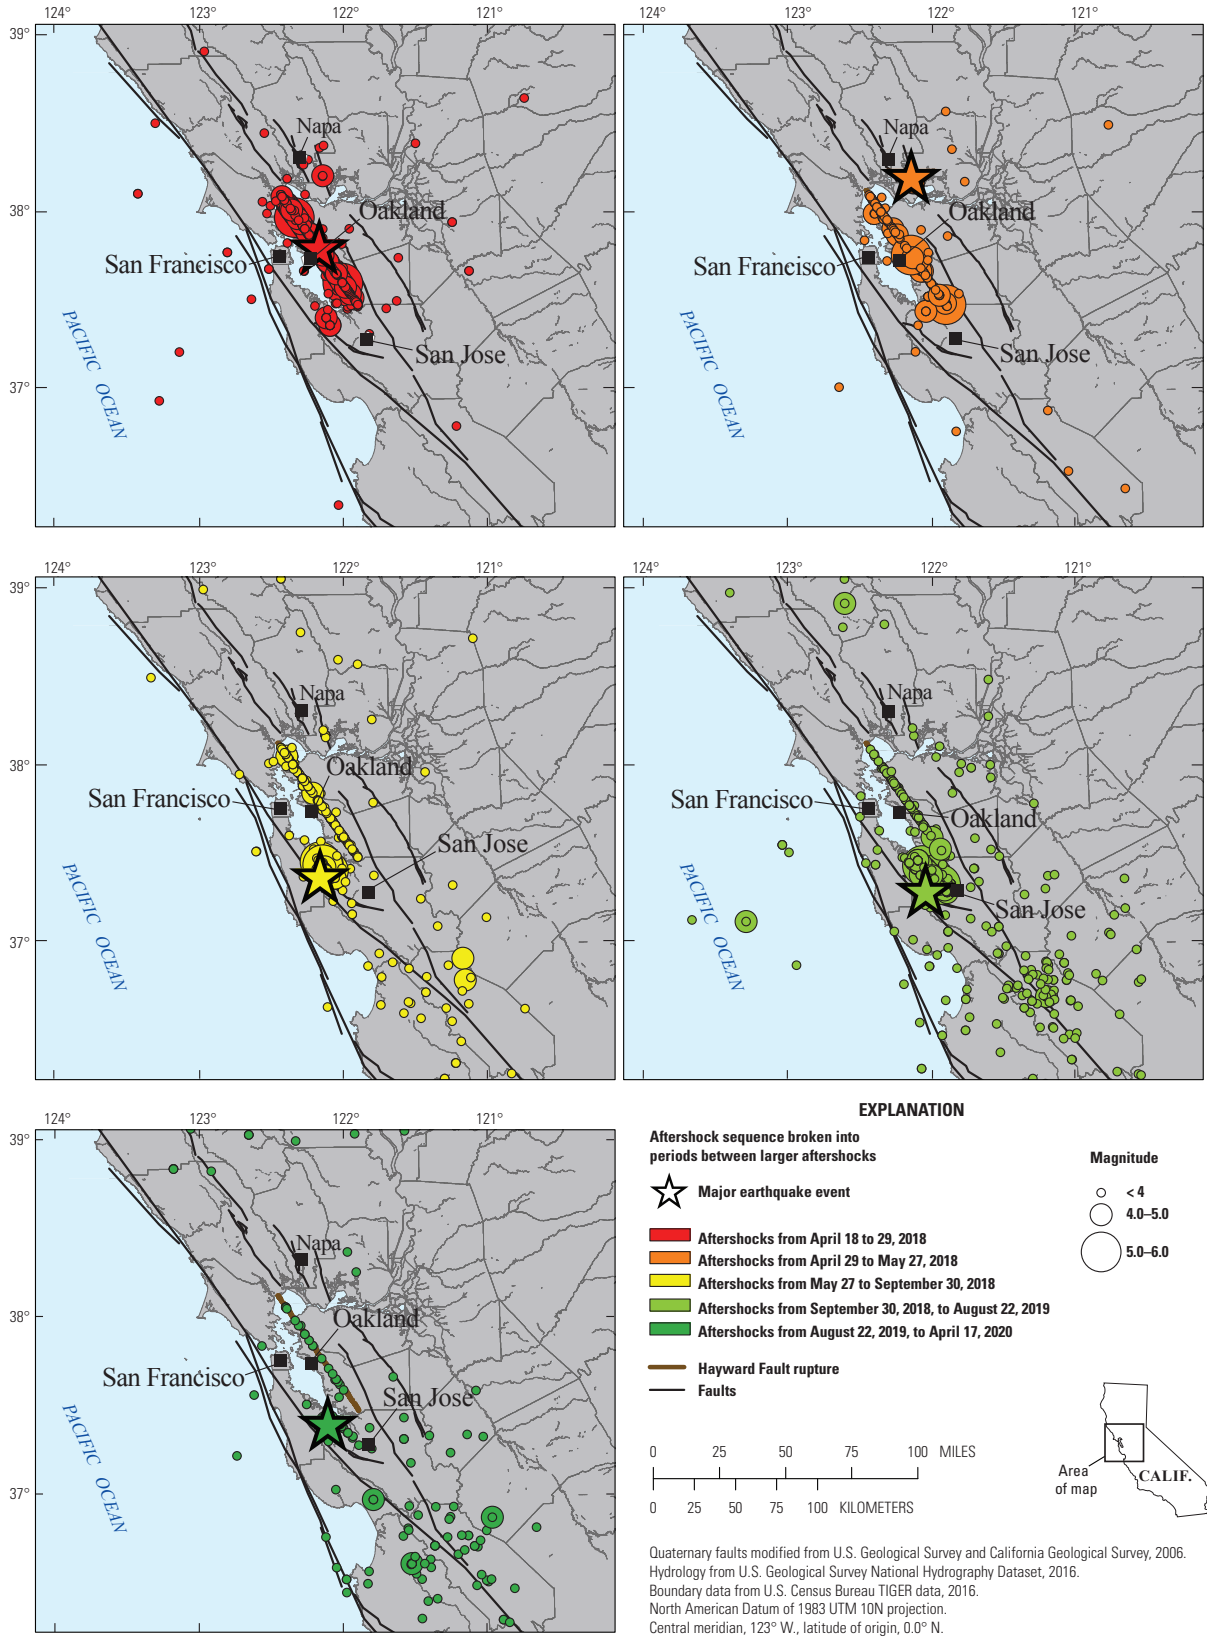 124° 123° 122° 121°
39°
Napa
38°
Oakland
San Francisco
San Jose
37°
PACIFIC OCEAN
124° 123° 122° 121°
Napa
Oakland
San Francisco
San Jose
PACIFIC OCEAN
124° 123° 122° 121°
39°
Napa
38°
Oakland
San Francisco
San Jose
37°
PACIFIC OCEAN
124° 123° 122° 121°
Napa
San Francisco
Oakland
San Jose
PACIFIC OCEAN
124° 123° 122° 121°
39°
Napa
38°
Oakland
San Francisco
San Jose
PACIFIC OCEAN
37°
EXPLANATION
Aftershock sequence broken into
periods between larger aftershocks
Major earthquake event
Aftershocks from April 18 to 29, 2018
Aftershocks from April 29 to May 27, 2018
Aftershocks from May 27 to September 30, 2018
Aftershocks from September 30, 2018, to August 22, 2019
Aftershocks from August 22, 2019, to April 17, 2020
Hayward Fault rupture
Faults
Magnitude
< 4
4.0–5.0
5.0–6.0
0 25 50 75 100 MILES
0 25 50 75 100 KILOMETERS
Area
of map
CALIF.
Quaternary faults modified from U.S. Geological Survey and California Geological Survey, 2006.
Hydrology from U.S. Geological Survey National Hydrography Dataset, 2016.
Boundary data from U.S. Census Bureau TIGER data, 2016.
North American Datum of 1983 UTM 10N projection.
Central meridian, 123° W., latitude of origin, 0.0° N.